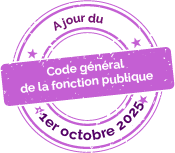 A jour du
Code général
de la fonction publique
1er octobre 2025